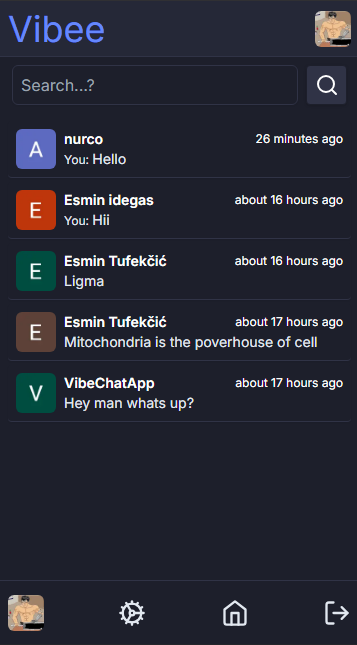 Vibee
Search...?
A
nurco
26 minutes ago
You: Hello
E
Esmin idegas
about 16 hours ago
You: Hii
E
Esmin Tufekčić
about 16 hours ago
Ligma
E
Esmin Tufekčić
about 17 hours ago
Mitochondria is the poverhouse of cell
V
VibeChatApp
about 17 hours ago
Hey man whats up?